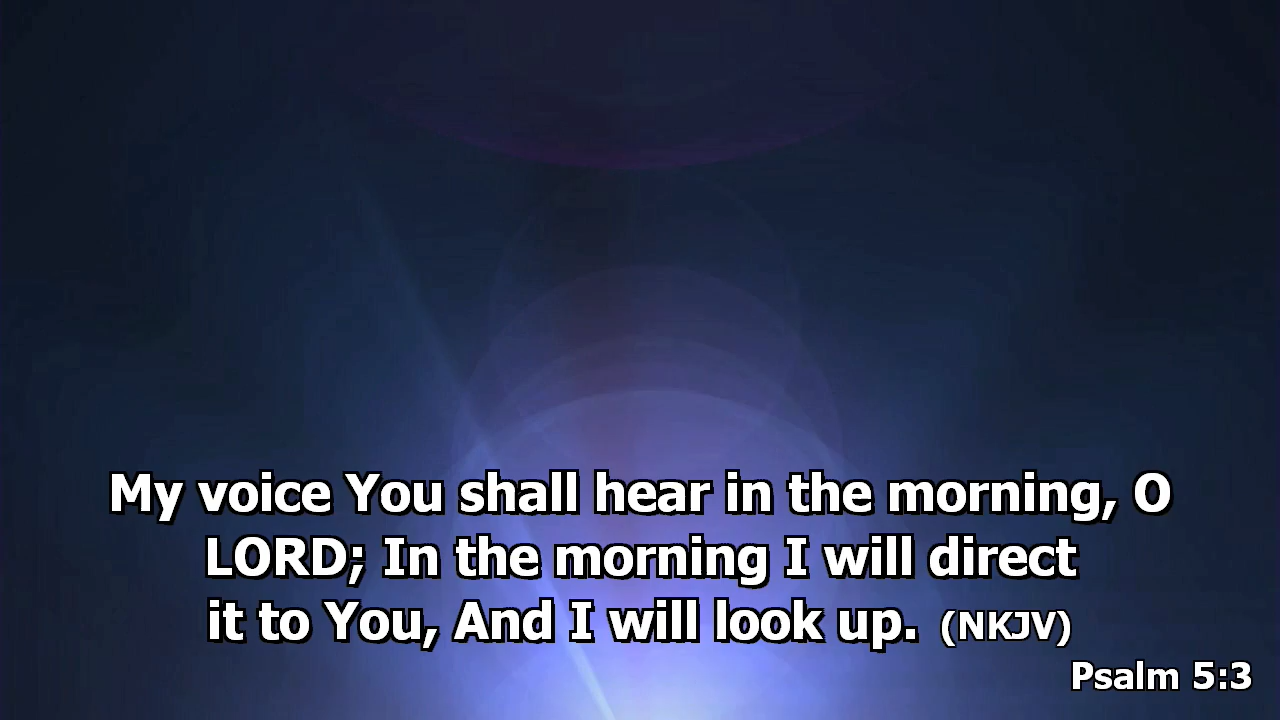 My voice You shall hear in the morning, O
LORD; In the morning I will direct
it to You, And I will look up. (NKJV)
Psalm 5:3